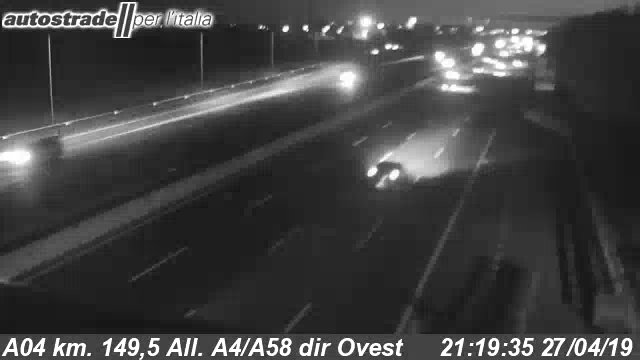 autostrade//per l'italia
A04 km. 149,5 All. A4/A58 dir Ovest 21:19:35 27/04/19